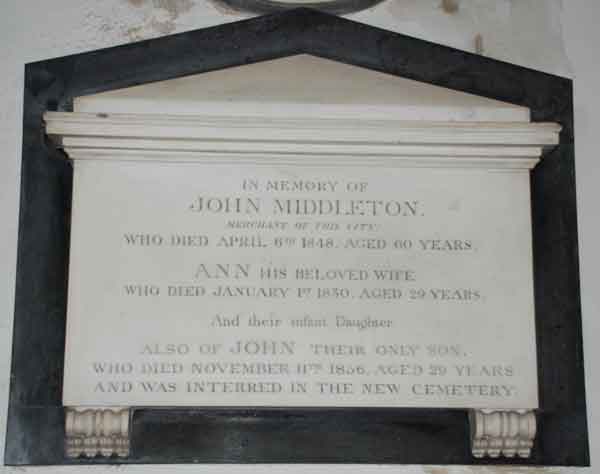 IN MEMORY OF
JOHN MIDDLETON.
MERCHANT OF THIS CITY:
WHO DIED APRIL 6TH 1848, AGED 60 YEARS.
ANN HIS BELOVED WIFE
WHO DIED JANUARY 1ST 1830, AGED 29 YEARS.
And their infant Daughter
ALSO OF JOHN THEIR ONLY SON,
WHO DIED NOVEMBER 11TH 1856, AGED 29 YEARS
AND WAS INTERRED IN THE NEW CEMETERY.